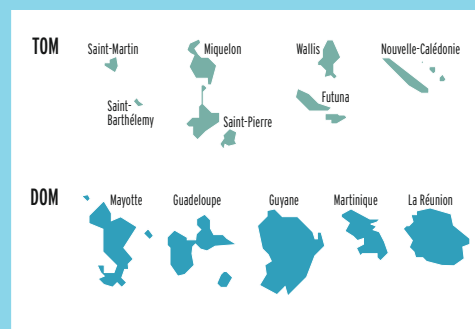 TOM
Saint-Martin
Miquelon
Wallis
Nouvelle-Calédonie
Saint-
Barthélemy
Futuna
Saint-Pierre
DOM
Mayotte
Guadeloupe
Guyane
Martinique
La Réunion